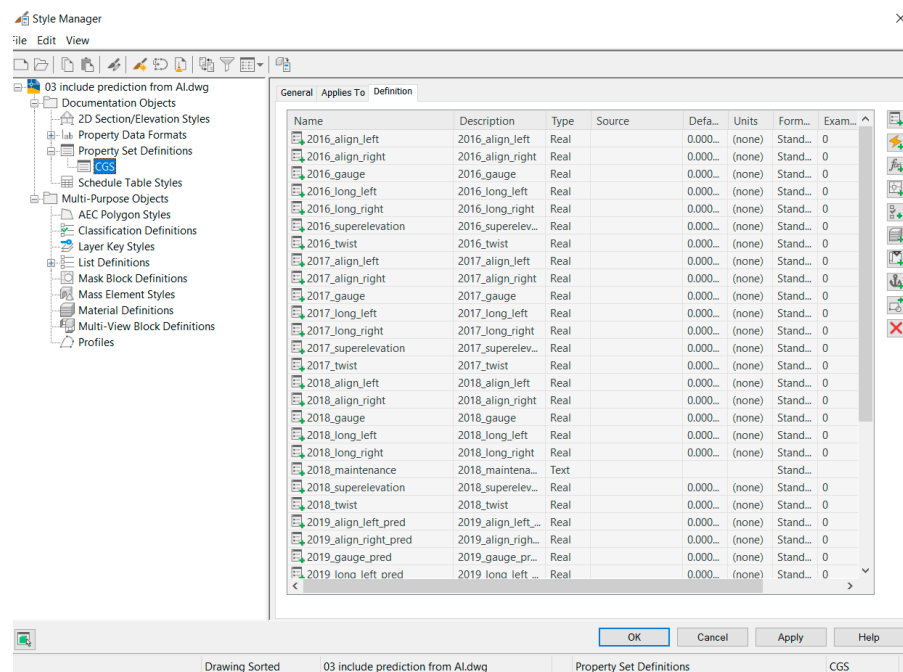 Style Manager
File Edit View
03 include prediction from AI.dwg
Documentation Objects
2D Section/Elevation Styles
Property Data Formats
Property Set Definitions
CGS
Schedule Table Styles
Multi-Purpose Objects
AEC Polygon Styles
Classification Definitions
Layer Key Styles
List Definitions
Mask Block Definitions
Mass Element Styles
Material Definitions
Multi-View Block Definitions
Profiles
General Applies To Definition
Name Description Type Source Defa... Units Form... Exam...
2016_align_left 2016_align_left Real 0.000... (none) Stand... 0
2016_align_right 2016_align_right Real 0.000... (none) Stand... 0
2016_gauge 2016_gauge Real 0.000... (none) Stand... 0
2016_long_left 2016_long_left Real 0.000... (none) Stand... 0
2016_long_right 2016_long_right Real 0.000... (none) Stand... 0
2016_superelevation 2016_superelev... Real 0.000... (none) Stand... 0
2016_twist 2016_twist Real 0.000... (none) Stand... 0
2017_align_left 2017_align_left Real 0.000... (none) Stand... 0
2017_align_right 2017_align_right Real 0.000... (none) Stand... 0
2017_gauge 2017_gauge Real 0.000... (none) Stand... 0
2017_long_left 2017_long_left Real 0.000... (none) Stand... 0
2017_long_right 2017_long_right Real 0.000... (none) Stand... 0
2017_superelevation 2017_superelev... Real 0.000... (none) Stand... 0
2017_twist 2017_twist Real 0.000... (none) Stand... 0
2018_align_left 2018_align_left Real 0.000... (none) Stand... 0
2018_align_right 2018_align_right Real 0.000... (none) Stand... 0
2018_gauge 2018_gauge Real 0.000... (none) Stand... 0
2018_long_left 2018_long_left Real 0.000... (none) Stand... 0
2018_long_right 2018_long_right Real 0.000... (none) Stand... 0
2018_maintenance 2018_maintena... Text Stand...
2018_superelevation 2018_superelev... Real 0.000... (none) Stand... 0
2018_twist 2018_twist Real 0.000... (none) Stand... 0
2019_align_left_pred 2019_align_left_... Real 0.000... (none) Stand... 0
2019_align_right_pred 2019_align_righ... Real 0.000... (none) Stand... 0
2019_gauge_pred 2019_gauge_pr... Real 0.000... (none) Stand... 0
2019_long_left_pred 2019_long_left_... Real 0.000... (none) Stand... 0
OK Cancel Apply Help
Drawing Sorted 03 include prediction from AI.dwg Property Set Definitions CGS